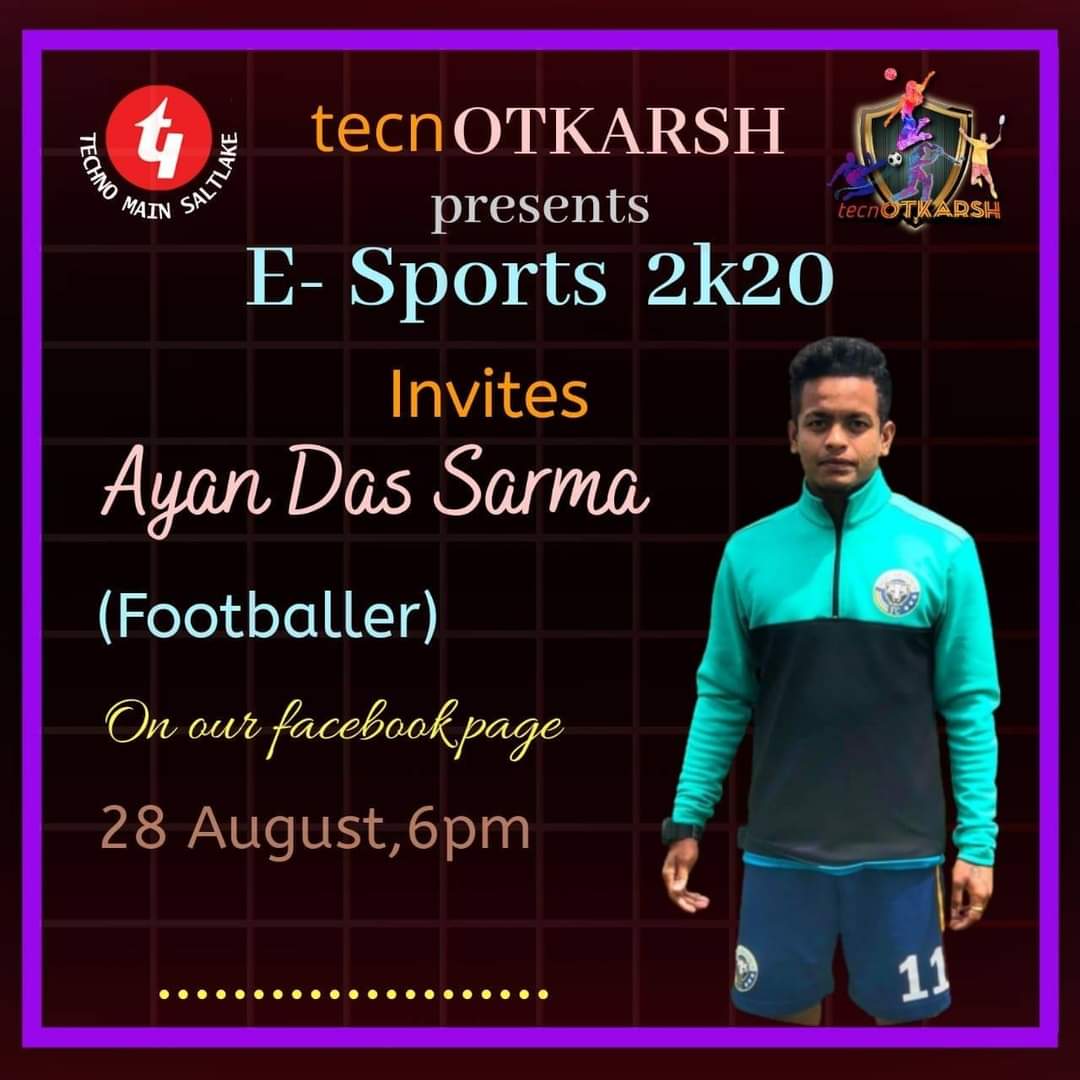 TECHNO MAIN SALTLAKE
tecnOTKARSH
tecnOTKARSH
presents
E- Sports 2k20
Invites
Ayan Das Sarma
(Footballer)
On our facebook page
28 August,6pm
.....................
11